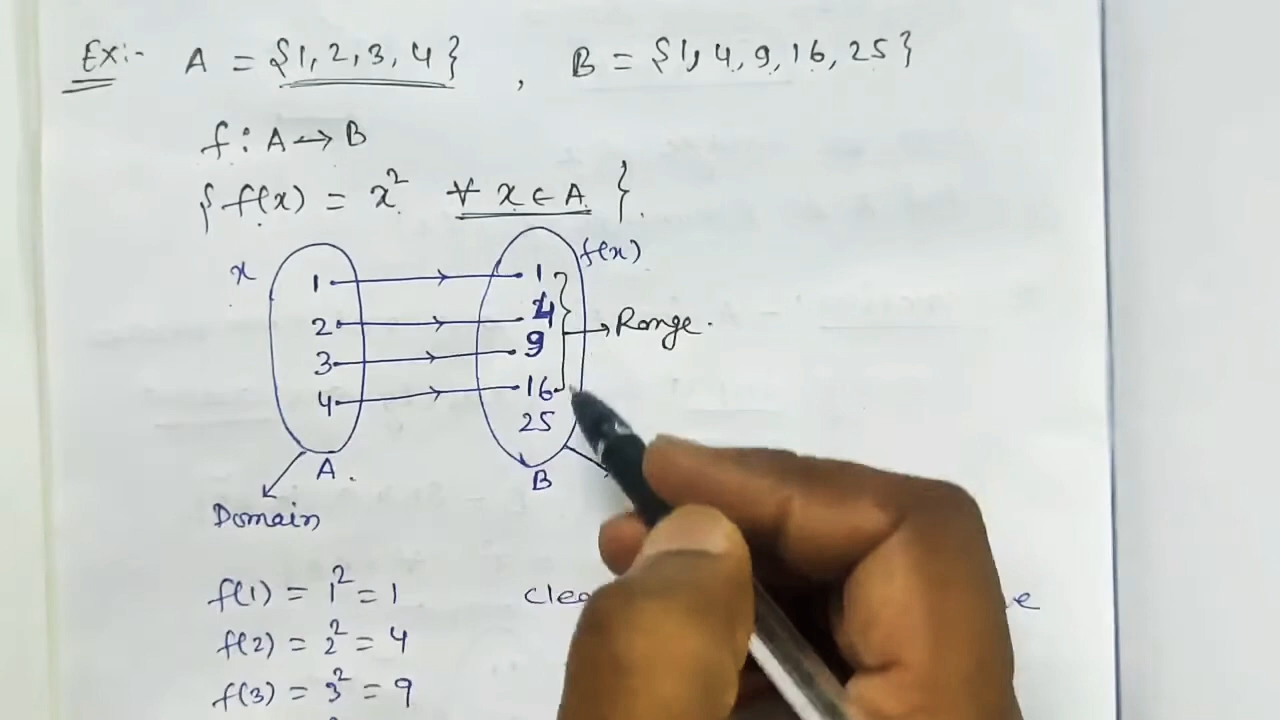 Ex:- A = {1, 2, 3, 4} , B = {1, 4, 9, 16, 25}
f : A → B
{ f(x) = x² ∀ x ∈ A }.
x f(x)
1 1
2 4
3 9
4 16
25
Range.
A. B
Domain
f(1) = 1² = 1
f(2) = 2² = 4
f(3) = 3² = 9